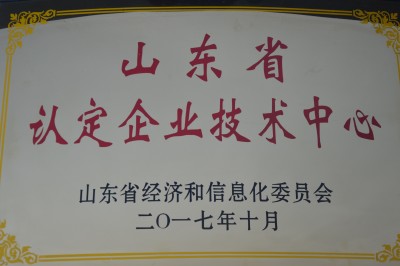 山东省
认定企业技术中心
山东省经济和信息化委员会
二〇一七年十月